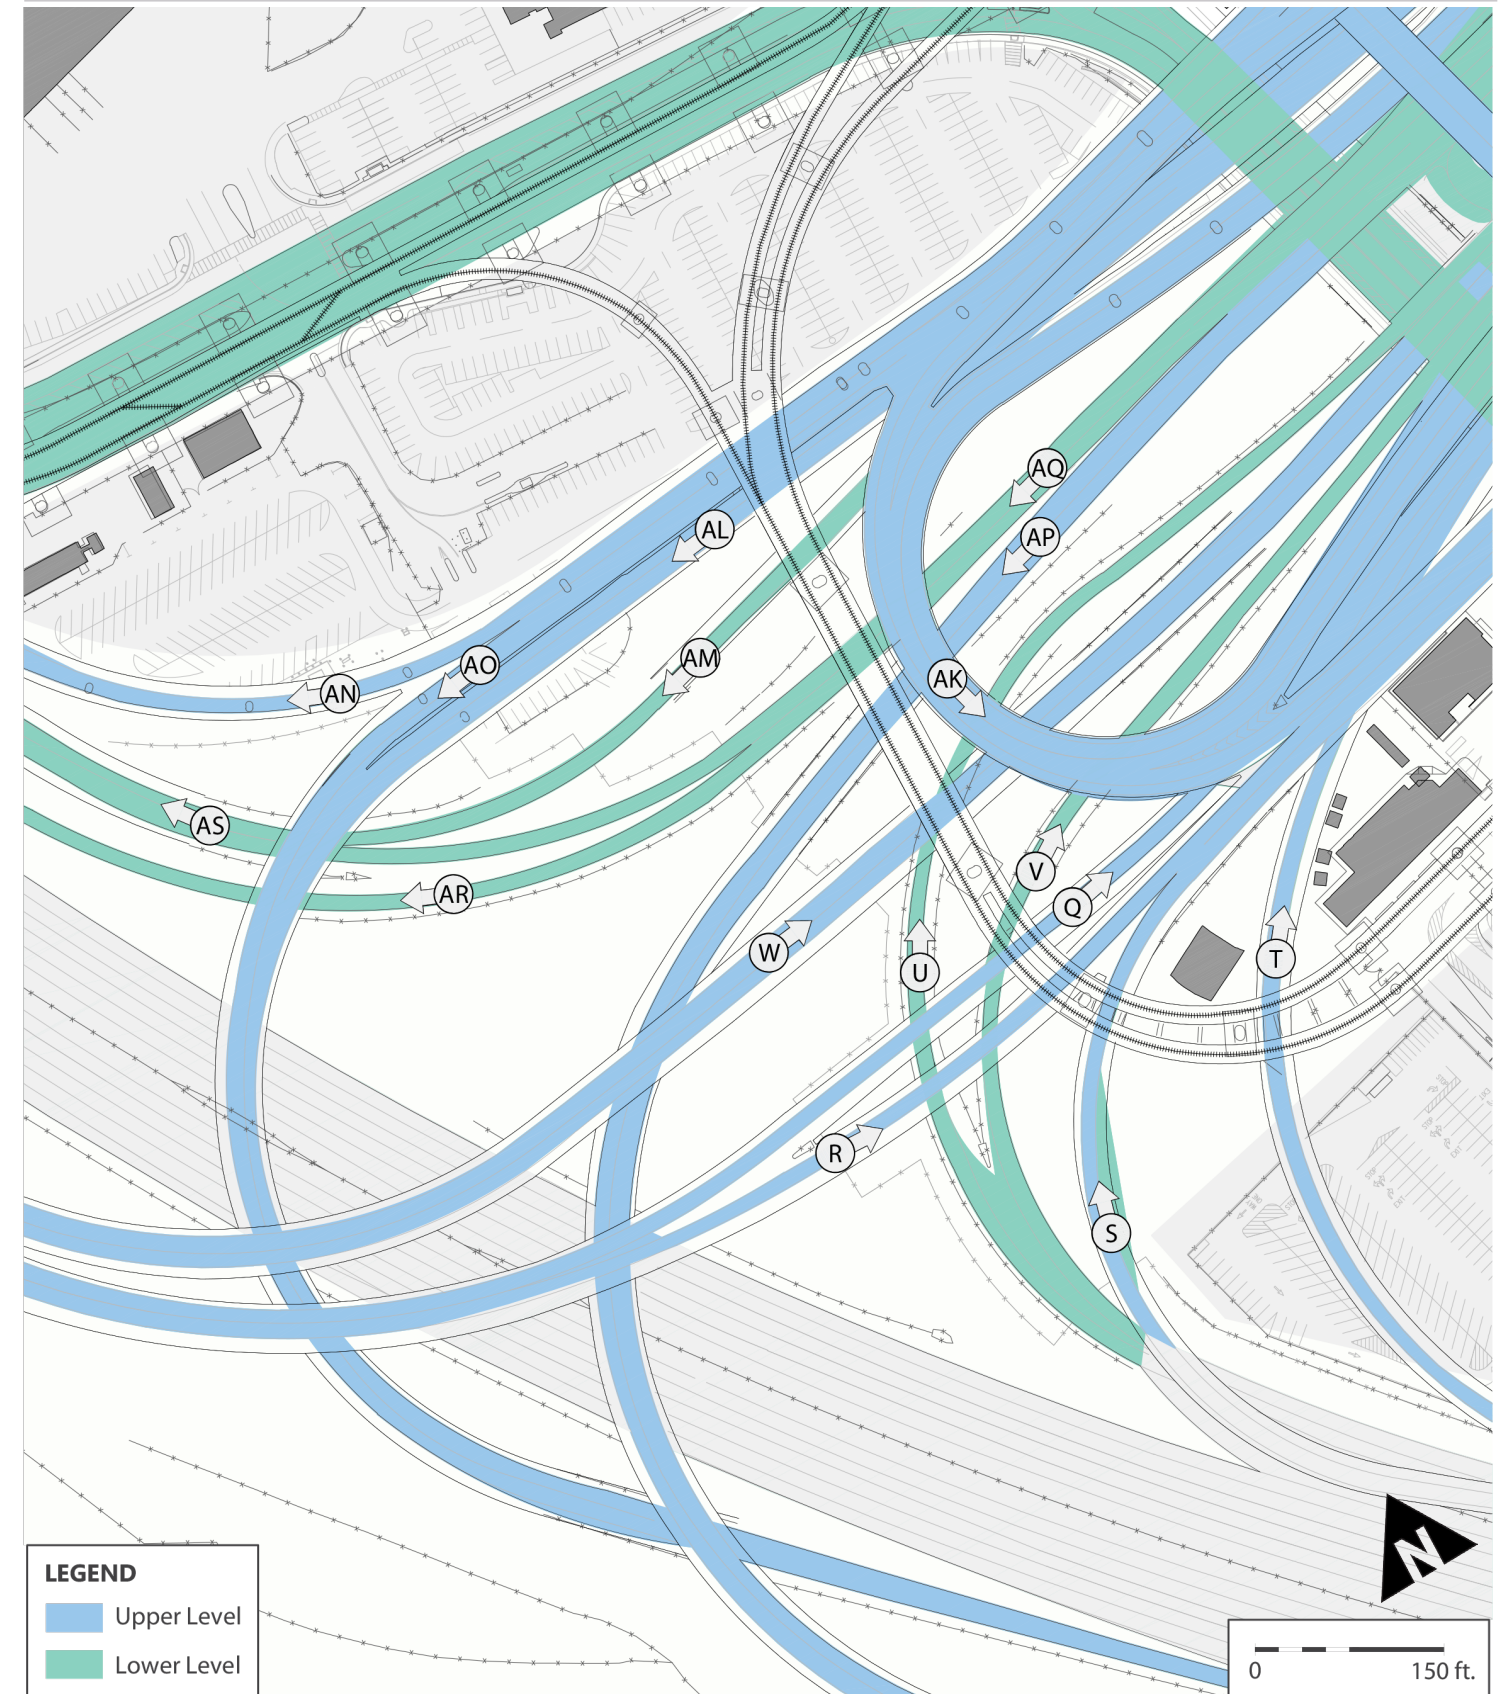 AQ
AL
AP
AM
AO
AK
AN
AS
V
AR
Q
W
T
U
R
S
N
LEGEND
Upper Level
Lower Level
0 150 ft.